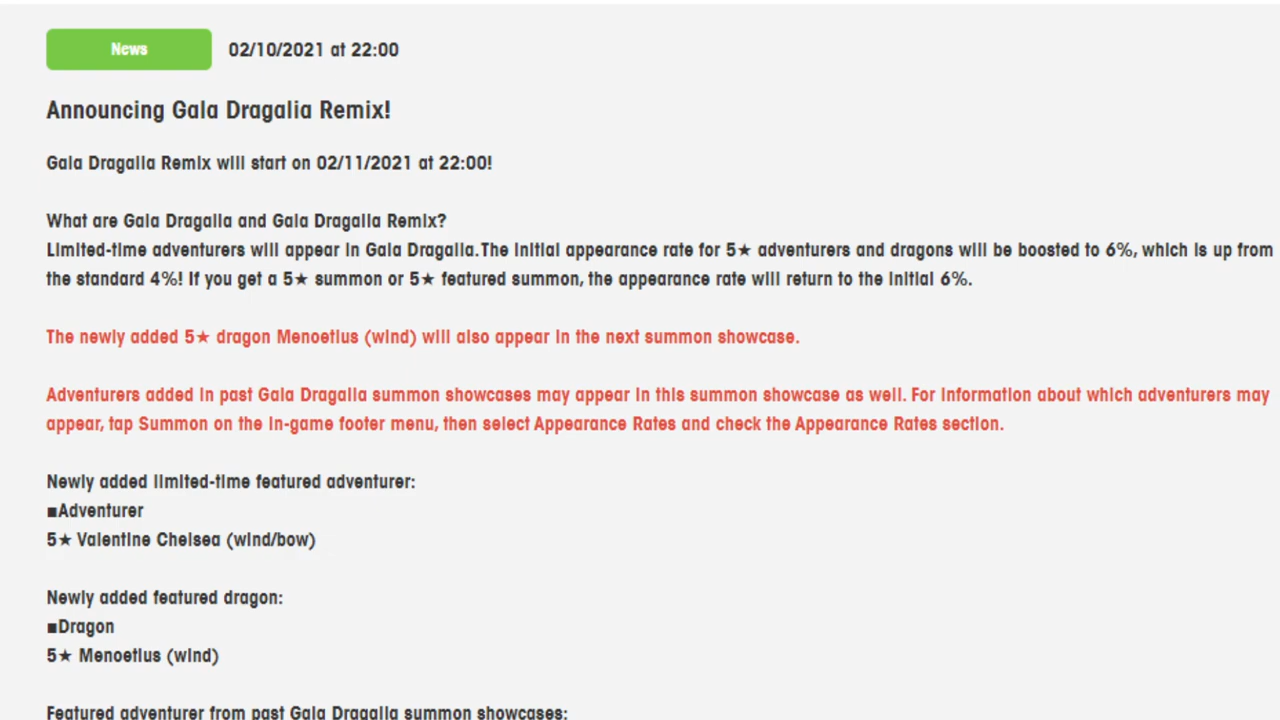 News 02/10/2021 at 22:00
Announcing Gala Dragalia Remix!
Gala Dragalia Remix will start on 02/11/2021 at 22:00!
What are Gala Dragalia and Gala Dragalia Remix?
Limited-time adventurers will appear in Gala Dragalia. The initial appearance rate for 5★ adventurers and dragons will be boosted to 6%, which is up from
the standard 4%! If you get a 5★ summon or 5★ featured summon, the appearance rate will return to the initial 6%.
The newly added 5★ dragon Menoetius (wind) will also appear in the next summon showcase.
Adventurers added in past Gala Dragalia summon showcases may appear in this summon showcase as well. For information about which adventurers may
appear, tap Summon on the in-game footer menu, then select Appearance Rates and check the Appearance Rates section.
Newly added limited-time featured adventurer:
■Adventurer
5★ Valentine Chelsea (wind/bow)
Newly added featured dragon:
■Dragon
5★ Menoetius (wind)
Featured adventurer from past Gala Dragalia summon showcases: